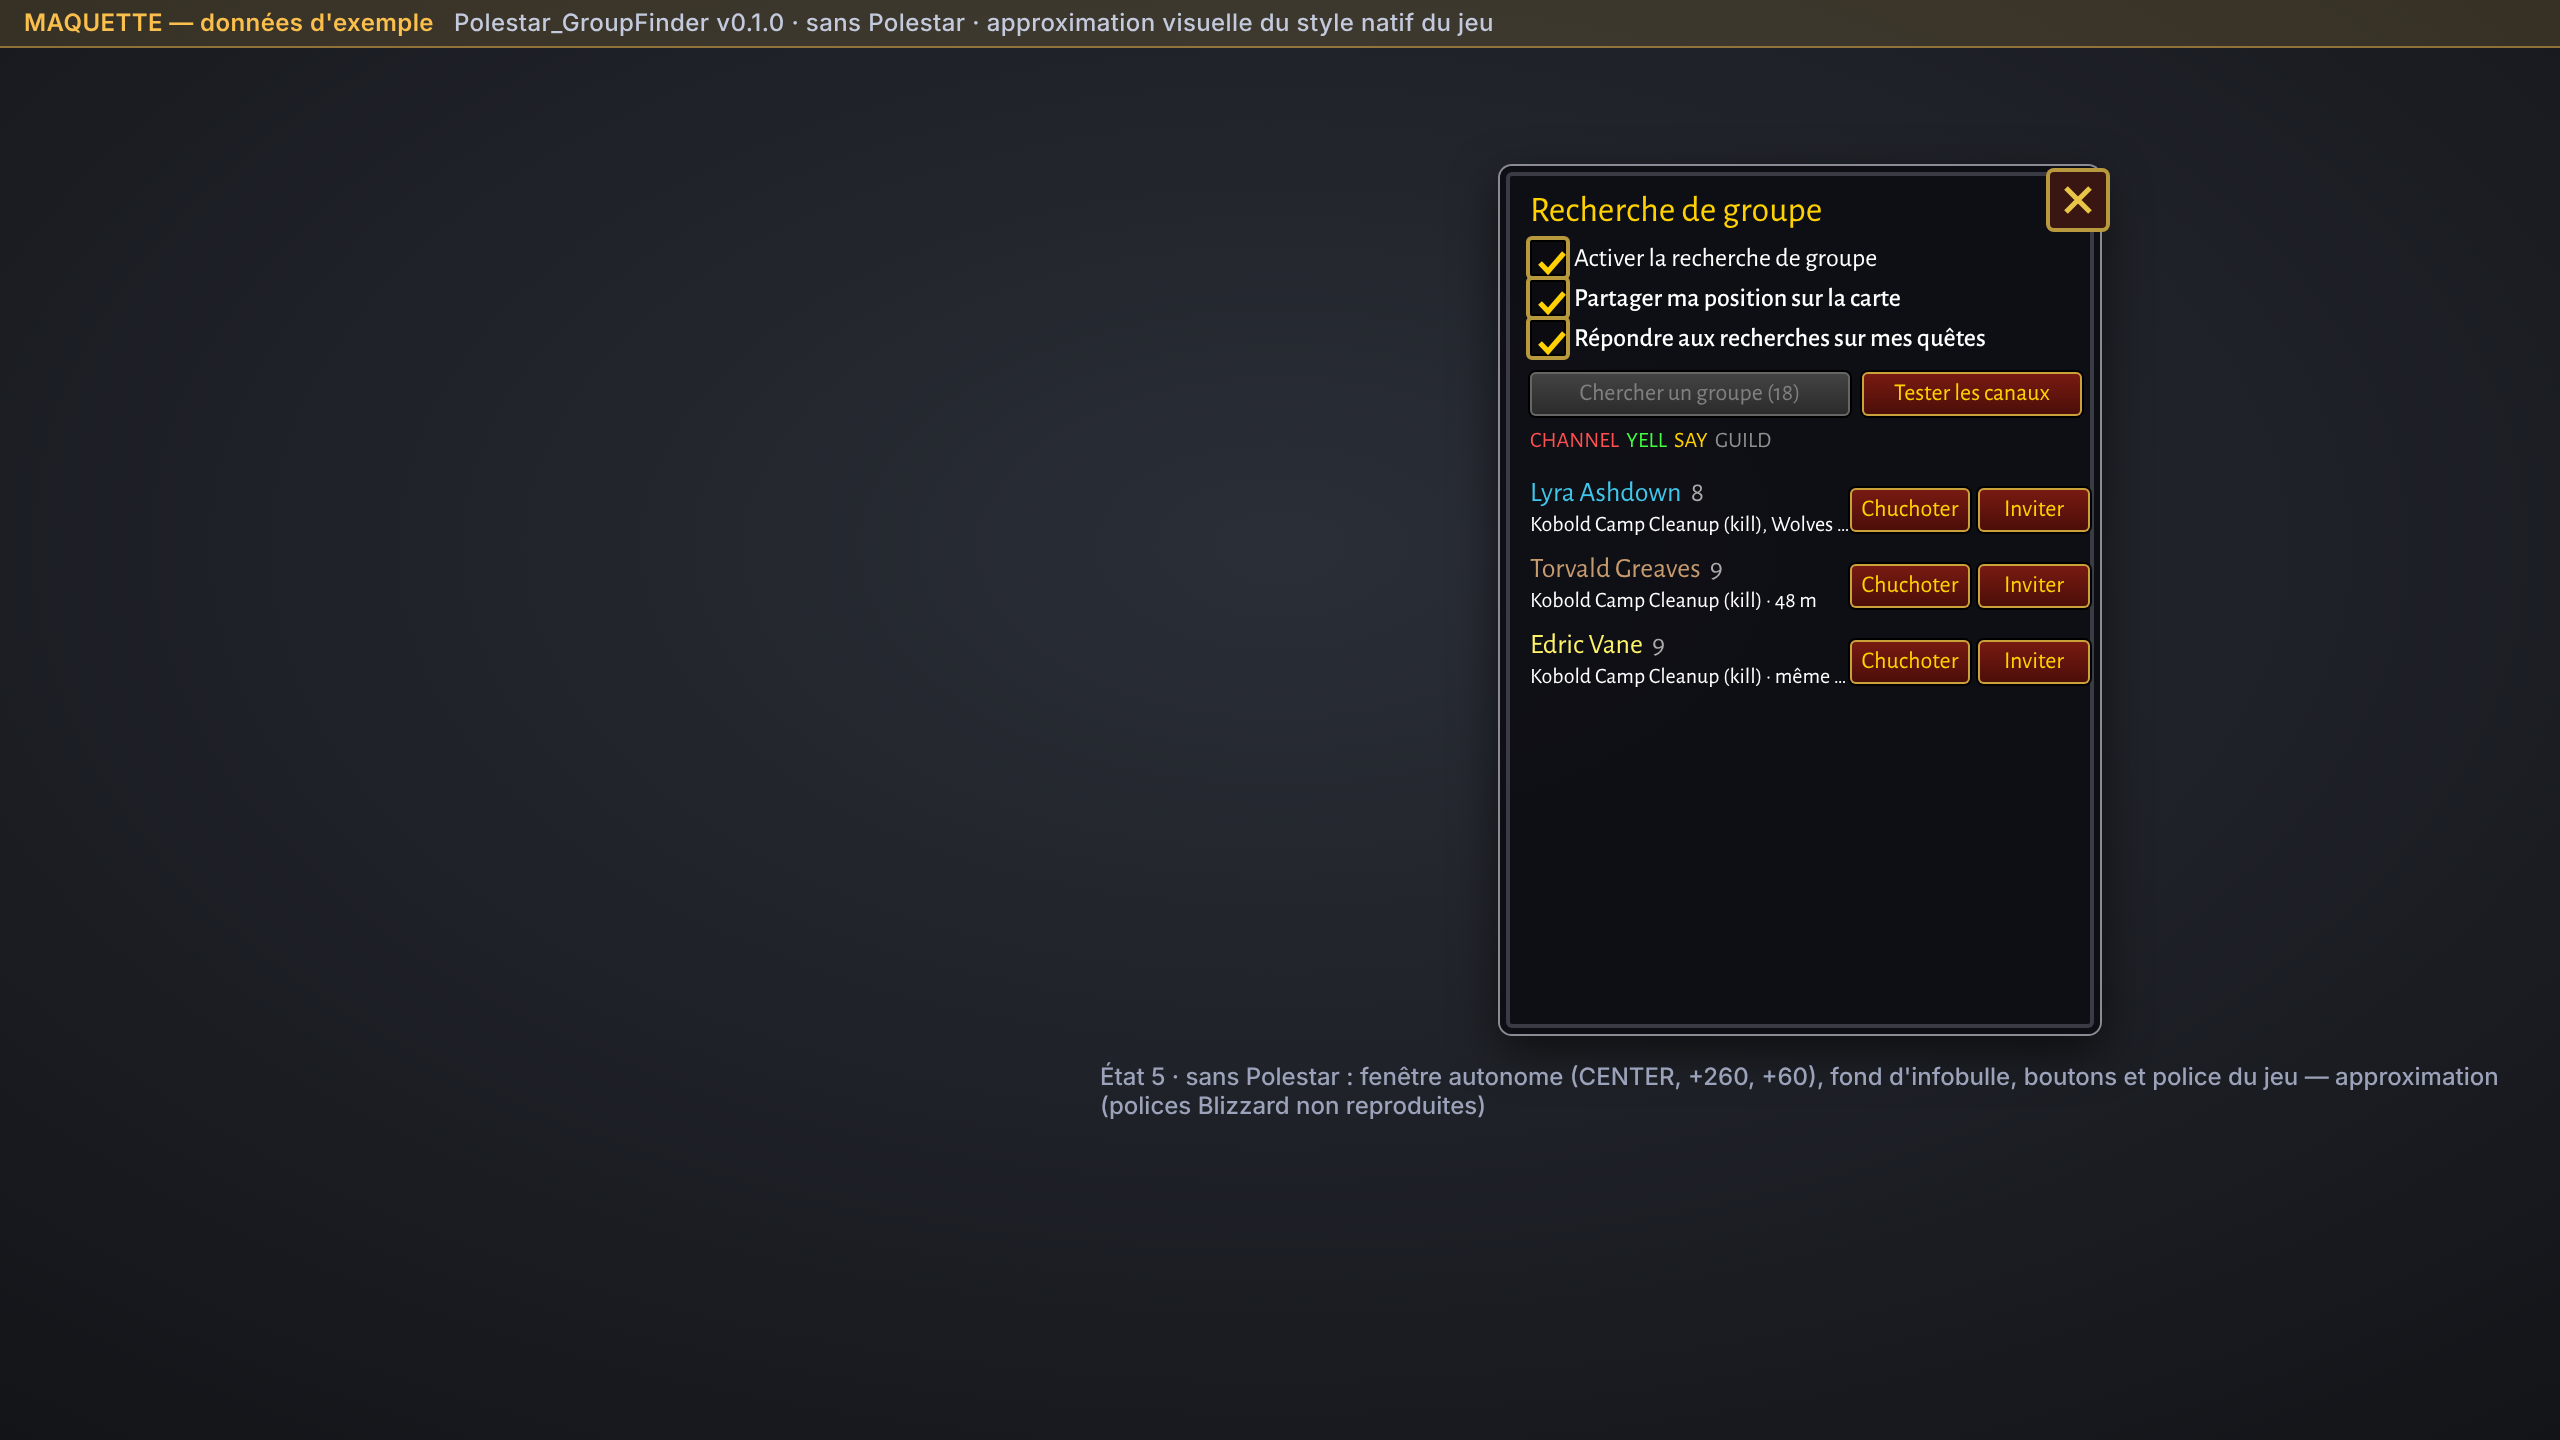 MAQUETTE — données d'exemple Polestar_GroupFinder v0.1.0 · sans Polestar · approximation visuelle du style natif du jeu
Recherche de groupe
Activer la recherche de groupe
Partager ma position sur la carte
Répondre aux recherches sur mes quêtes
Chercher un groupe (18) Tester les canaux
CHANNEL YELL SAY GUILD
Lyra Ashdown 8
Kobold Camp Cleanup (kill), Wolves ... Chuchoter Inviter
Torvald Greaves 9
Kobold Camp Cleanup (kill) · 48 m Chuchoter Inviter
Edric Vane 9
Kobold Camp Cleanup (kill) · même ... Chuchoter Inviter
État 5 · sans Polestar : fenêtre autonome (CENTER, +260, +60), fond d'infobulle, boutons et police du jeu — approximation
(polices Blizzard non reproduites)